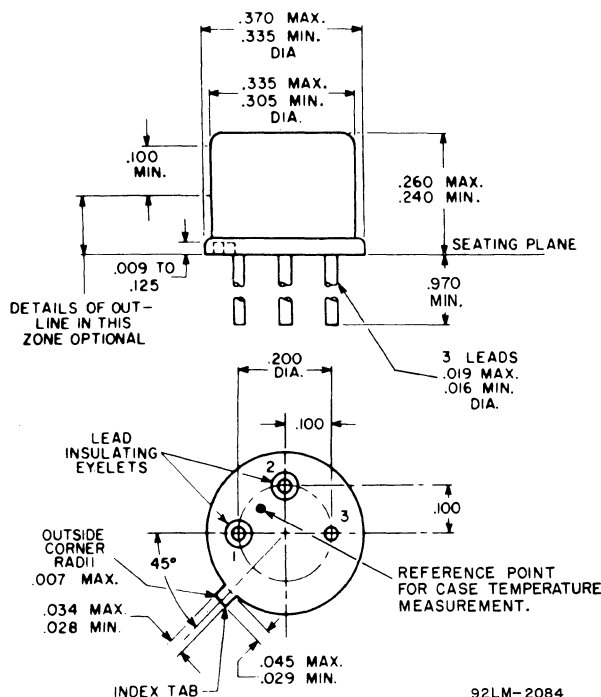 .370 MAX.
.335 MIN.
DIA
.335 MAX.
.305 MIN.
DIA.
.100
MIN.
.260 MAX.
.240 MIN.
SEATING PLANE
.009 TO
.125
.970
MIN.
DETAILS OF OUT-
LINE IN THIS
ZONE OPTIONAL
3 LEADS
.019 MAX.
.016 MIN.
DIA.
.200
DIA.
.100
LEAD
INSULATING
EYELETS
2
3
1
.100
OUTSIDE
CORNER
RADII
.007 MAX.
45°
REFERENCE POINT
FOR CASE TEMPERATURE
MEASUREMENT.
.034 MAX.
.028 MIN.
.045 MAX.
.029 MIN.
INDEX TAB
92LM-2084